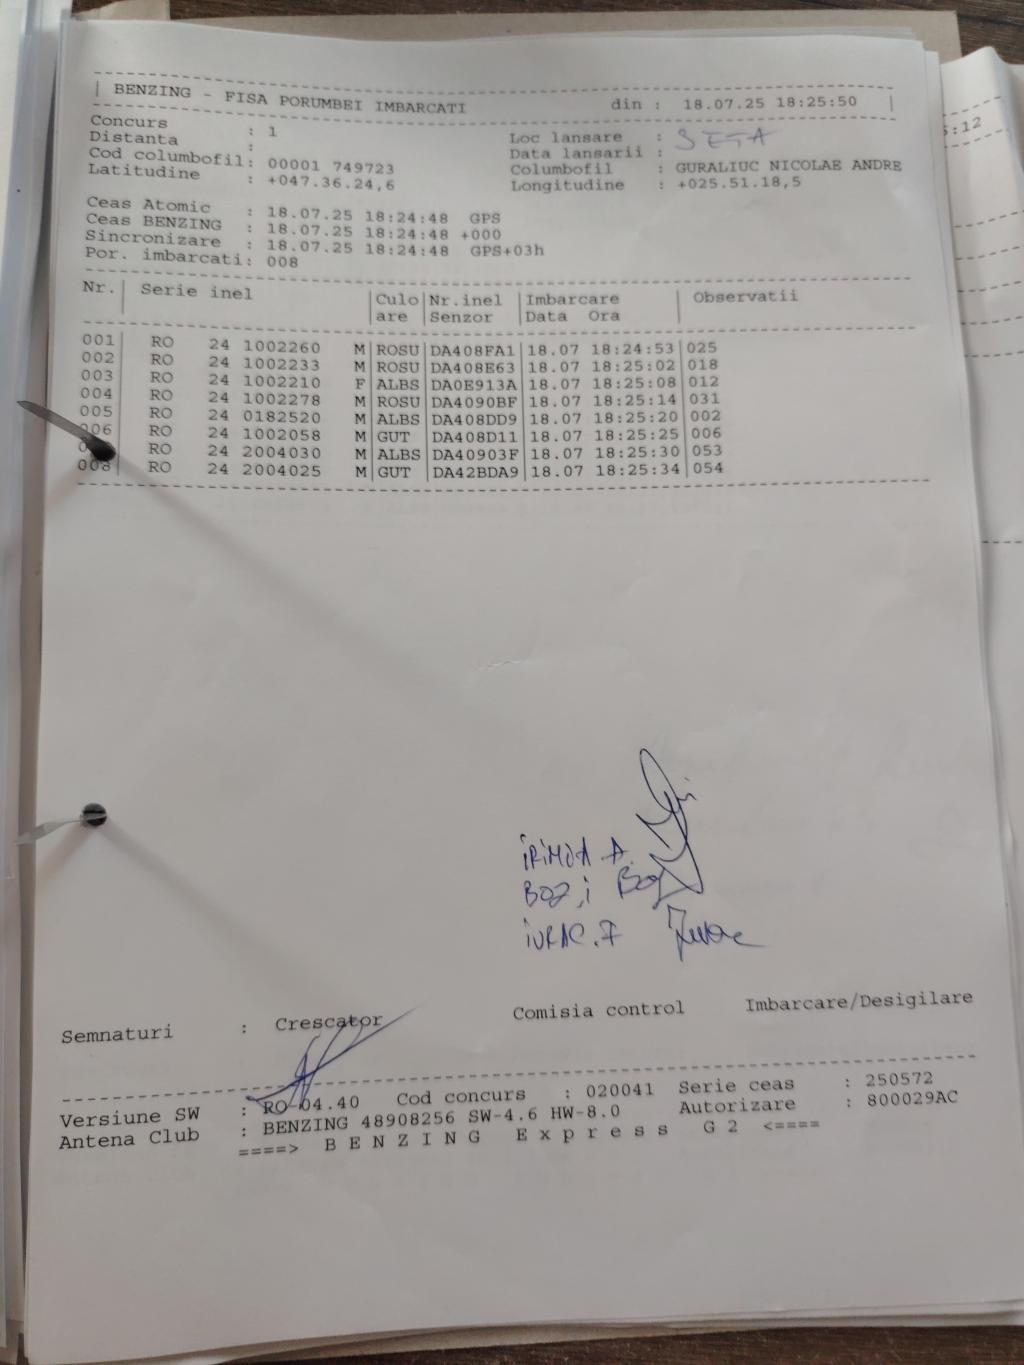 | BENZING - FISA PORUMBEI IMBARCATI din : 18.07.25 18:25:50 |
Concurs : 1 Loc lansare : SETA
Distanta : Data lansarii :
Cod columbofil: 00001 749723 Columbofil : GURALIUC NICOLAE ANDRE
Latitudine : +047.36.24,6 Longitudine : +025.51.18,5
Ceas Atomic : 18.07.25 18:24:48 GPS
Ceas BENZING : 18.07.25 18:24:48 +000
Sincronizare : 18.07.25 18:24:48 GPS+03h
Por. imbarcati: 008
Nr.| Serie inel |Culo|Nr.inel |Imbarcare | Observatii
|are |Senzor |Data Ora |
001 RO 24 1002260 M|ROSU|DA408FA1|18.07 18:24:53|025
002 RO 24 1002233 M|ROSU|DA408E63|18.07 18:25:02|018
003 RO 24 1002210 F|ALBS|DA0E913A|18.07 18:25:08|012
004 RO 24 1002278 M|ROSU|DA4090BF|18.07 18:25:14|031
005 RO 24 0182520 M|ALBS|DA408DD9|18.07 18:25:20|002
006 RO 24 1002058 M|GUT |DA408D11|18.07 18:25:25|006
RO 24 2004030 M|ALBS|DA40903F|18.07 18:25:30|053
008 RO 24 2004025 M|GUT |DA42BDA9|18.07 18:25:34|054
IRIMIA A.
BOZ, i Boz
IURAC. F
Semnaturi : Crescator Comisia control Imbarcare/Desigilare
Versiune SW : RO-04.40 Cod concurs : 020041 Serie ceas : 250572
Antena Club : BENZING 48908256 SW-4.6 HW-8.0 Autorizare : 800029AC
====> B E N Z I N G E x p r e s s G 2 <====
:12